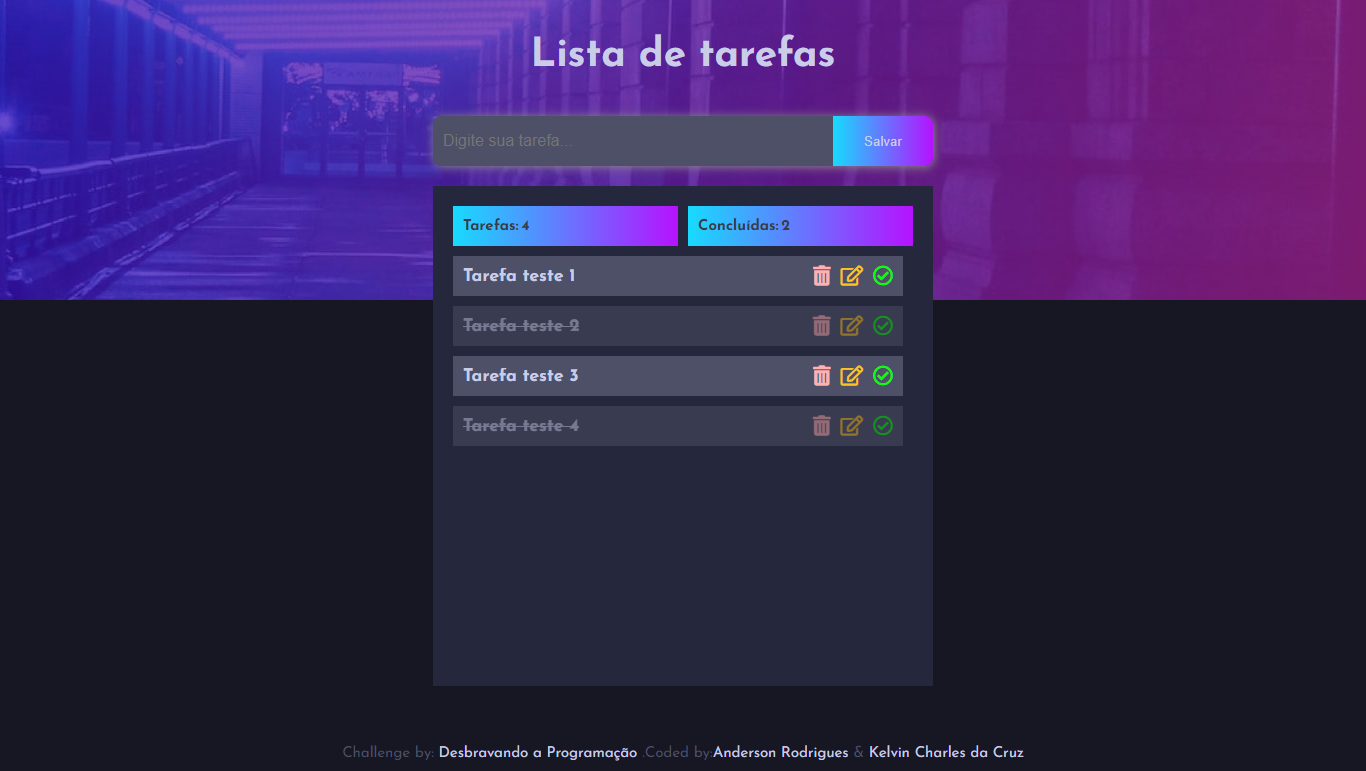 Lista de tarefas
Digite sua tarefa...
Salvar
Tarefas: 4
Concluídas: 2
Tarefa teste 1
Tarefa teste 2
Tarefa teste 3
Tarefa teste 4
Challenge by: Desbravando a Programação .Coded by:Anderson Rodrigues & Kelvin Charles da Cruz